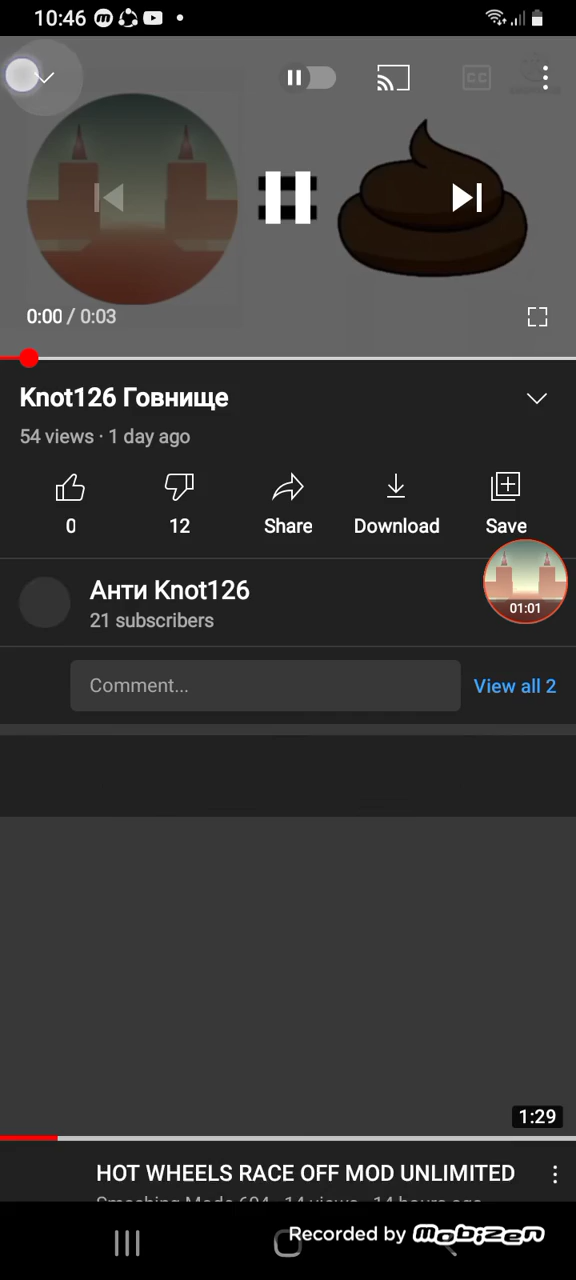 10:46
CC
0:00 / 0:03
Knot126 Говнище
54 views · 1 day ago
0
12
Share
Download
Save
Анти Knot126
21 subscribers
01:01
Comment...
View all 2
1:29
HOT WHEELS RACE OFF MOD UNLIMITED
Recorded by mobizen